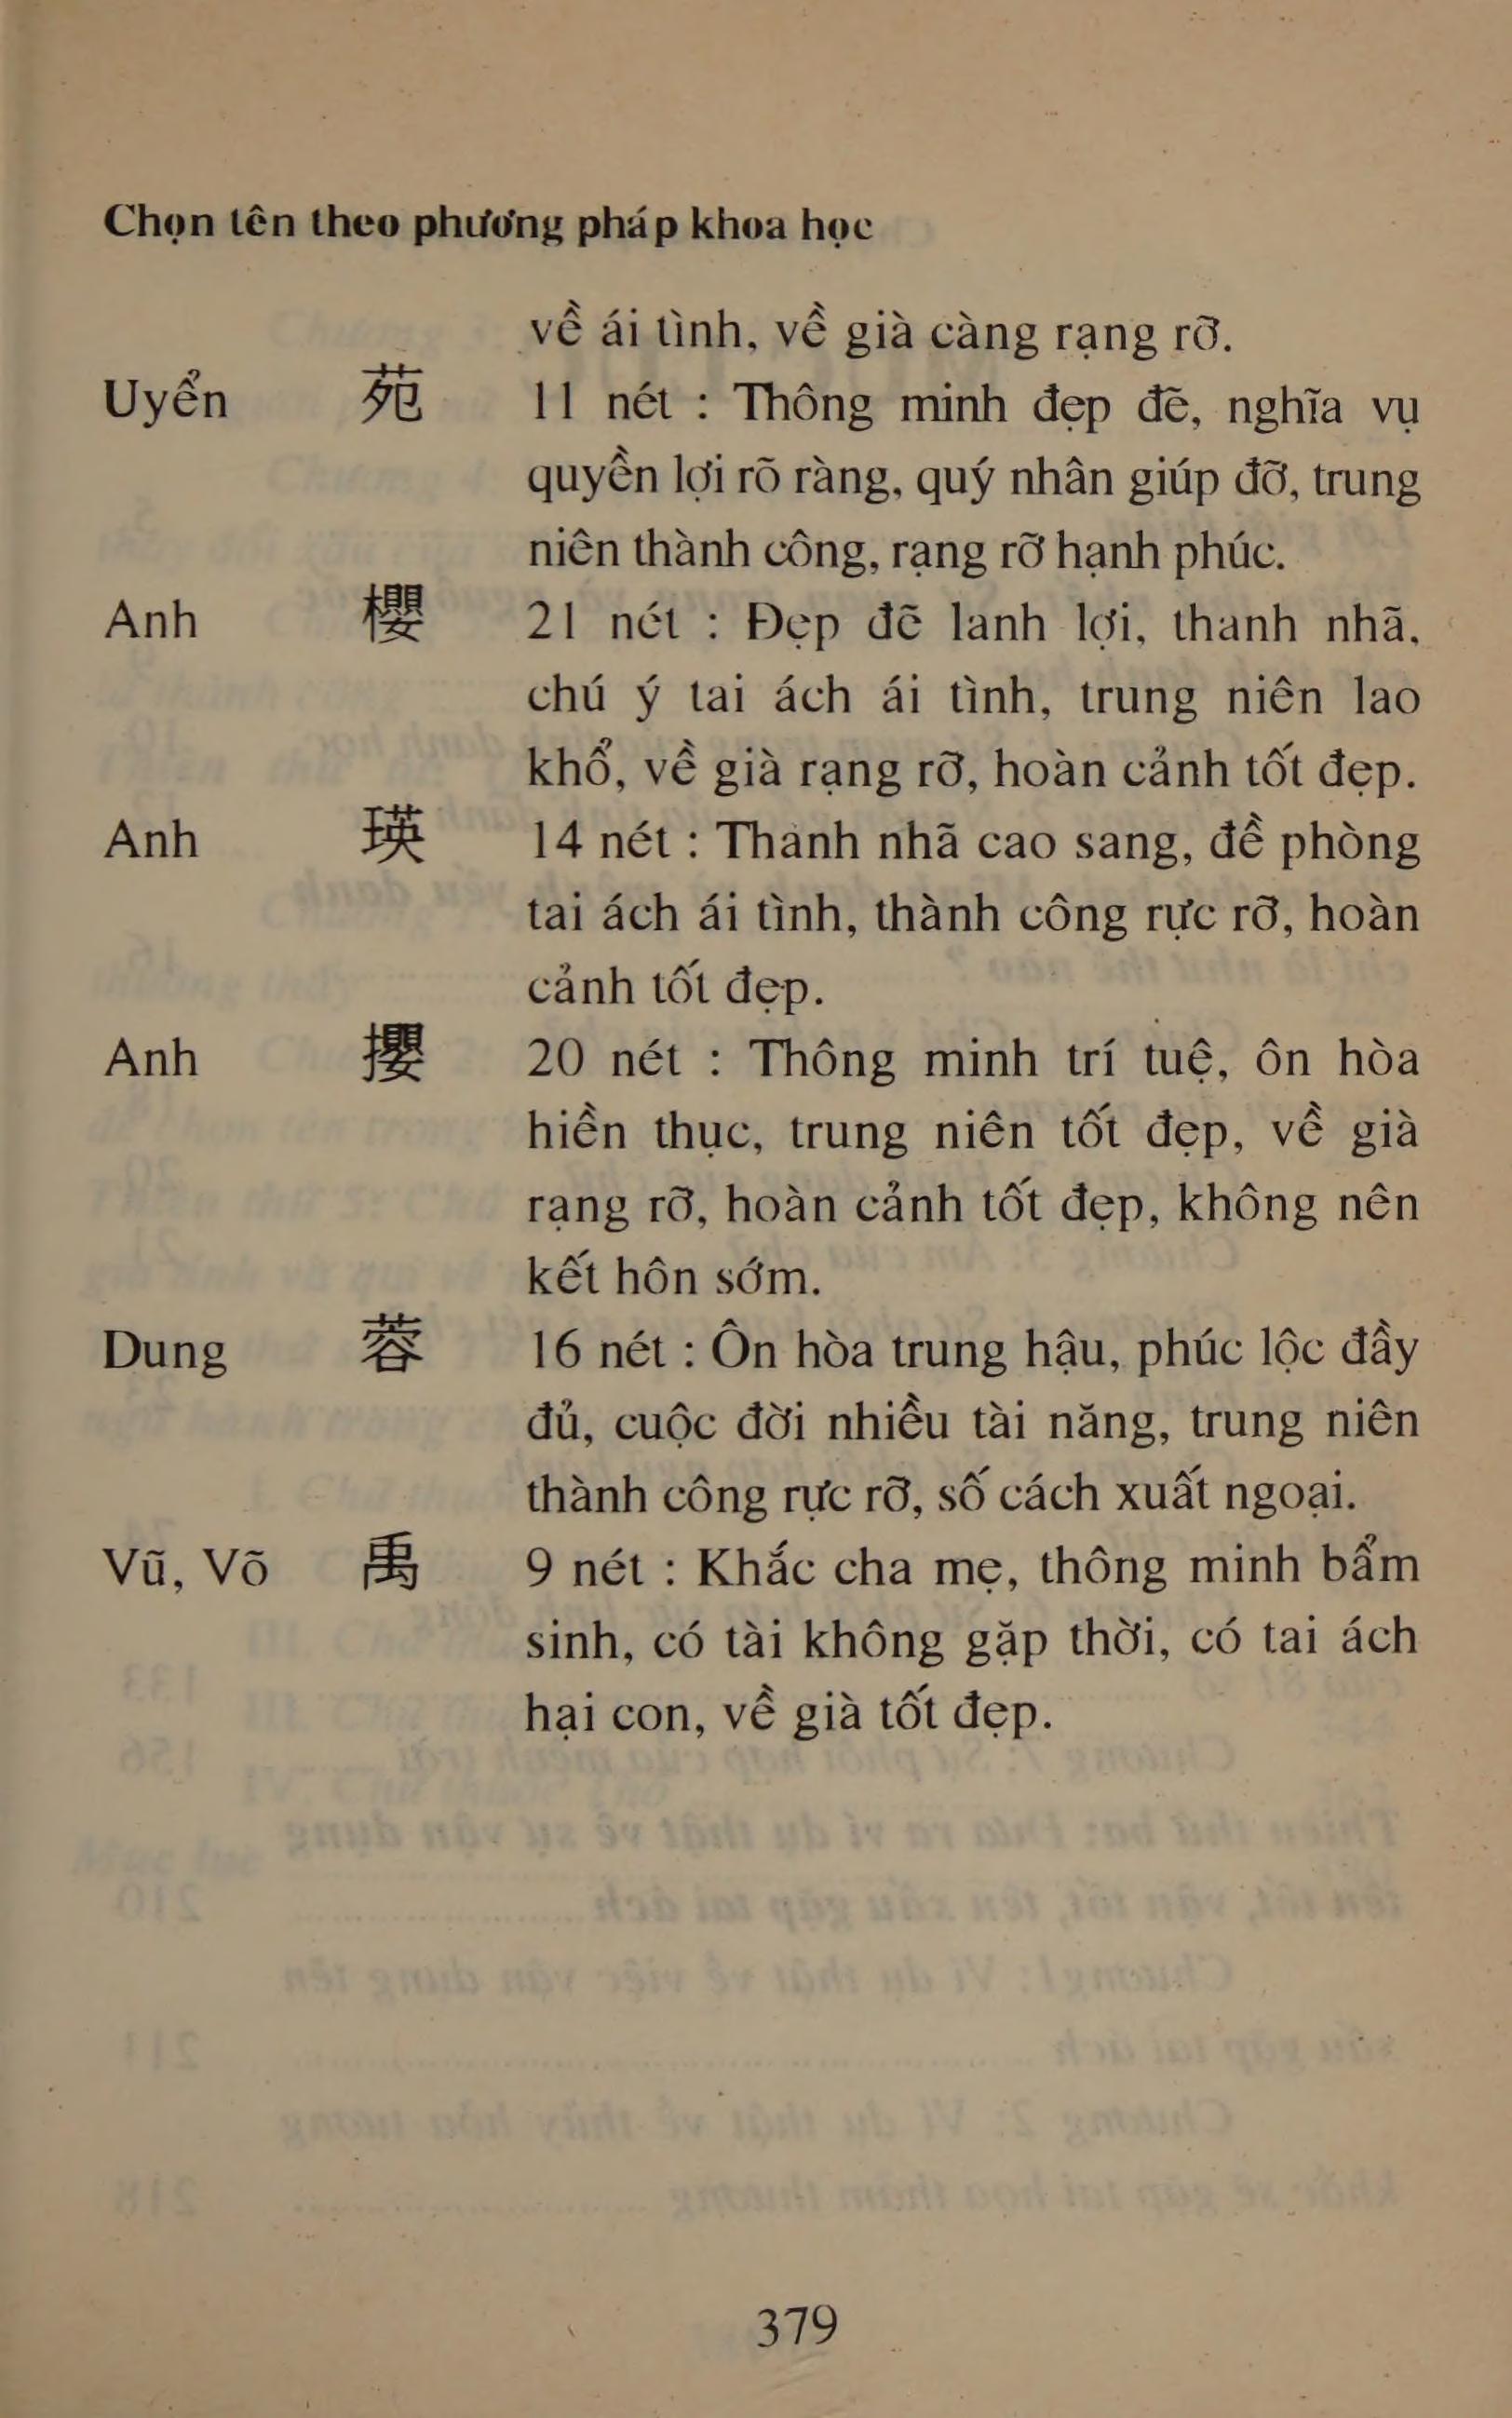 Chọn tên theo phương pháp khoa học
về ái tình, về già càng rạng rỡ.
Uyển 苑 11 nét : Thông minh đẹp đẽ, nghĩa vụ
quyền lợi rõ ràng, quý nhân giúp đỡ, trung
niên thành công, rạng rỡ hạnh phúc.
Anh 櫻 21 nét : Đẹp đẽ lanh lợi, thanh nhã,
chú ý tai ách ái tình, trung niên lao
khổ, về già rạng rỡ, hoàn cảnh tốt đẹp.
Anh 瑛 14 nét : Thanh nhã cao sang, đề phòng
tai ách ái tình, thành công rực rỡ, hoàn
cảnh tốt đẹp.
Anh 攖 20 nét : Thông minh trí tuệ, ôn hòa
hiền thục, trung niên tốt đẹp, về già
rạng rỡ, hoàn cảnh tốt đẹp, không nên
kết hôn sớm.
Dung 蓉 16 nét : Ôn hòa trung hậu, phúc lộc đầy
đủ, cuộc đời nhiều tài năng, trung niên
thành công rực rỡ, số cách xuất ngoại.
Vũ, Võ 禹 9 nét : Khắc cha mẹ, thông minh bẩm
sinh, có tài không gặp thời, có tai ách
hại con, về già tốt đẹp.
379